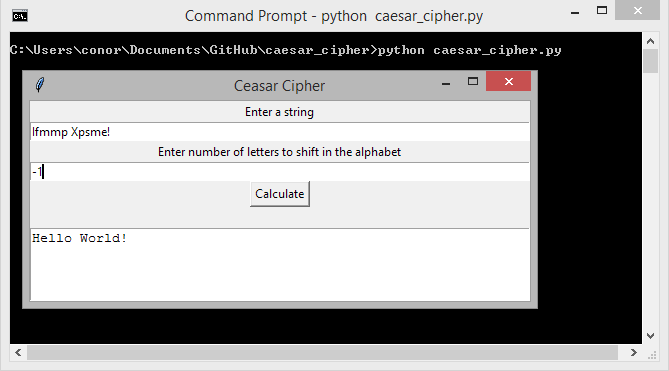 Command Prompt - python caesar_cipher.py
C:\Users\conor\Documents\GitHub\caesar_cipher>python caesar_cipher.py
Ceasar Cipher
Enter a string
Ifmmp Xpsme!
Enter number of letters to shift in the alphabet
-1
Calculate
Hello World!